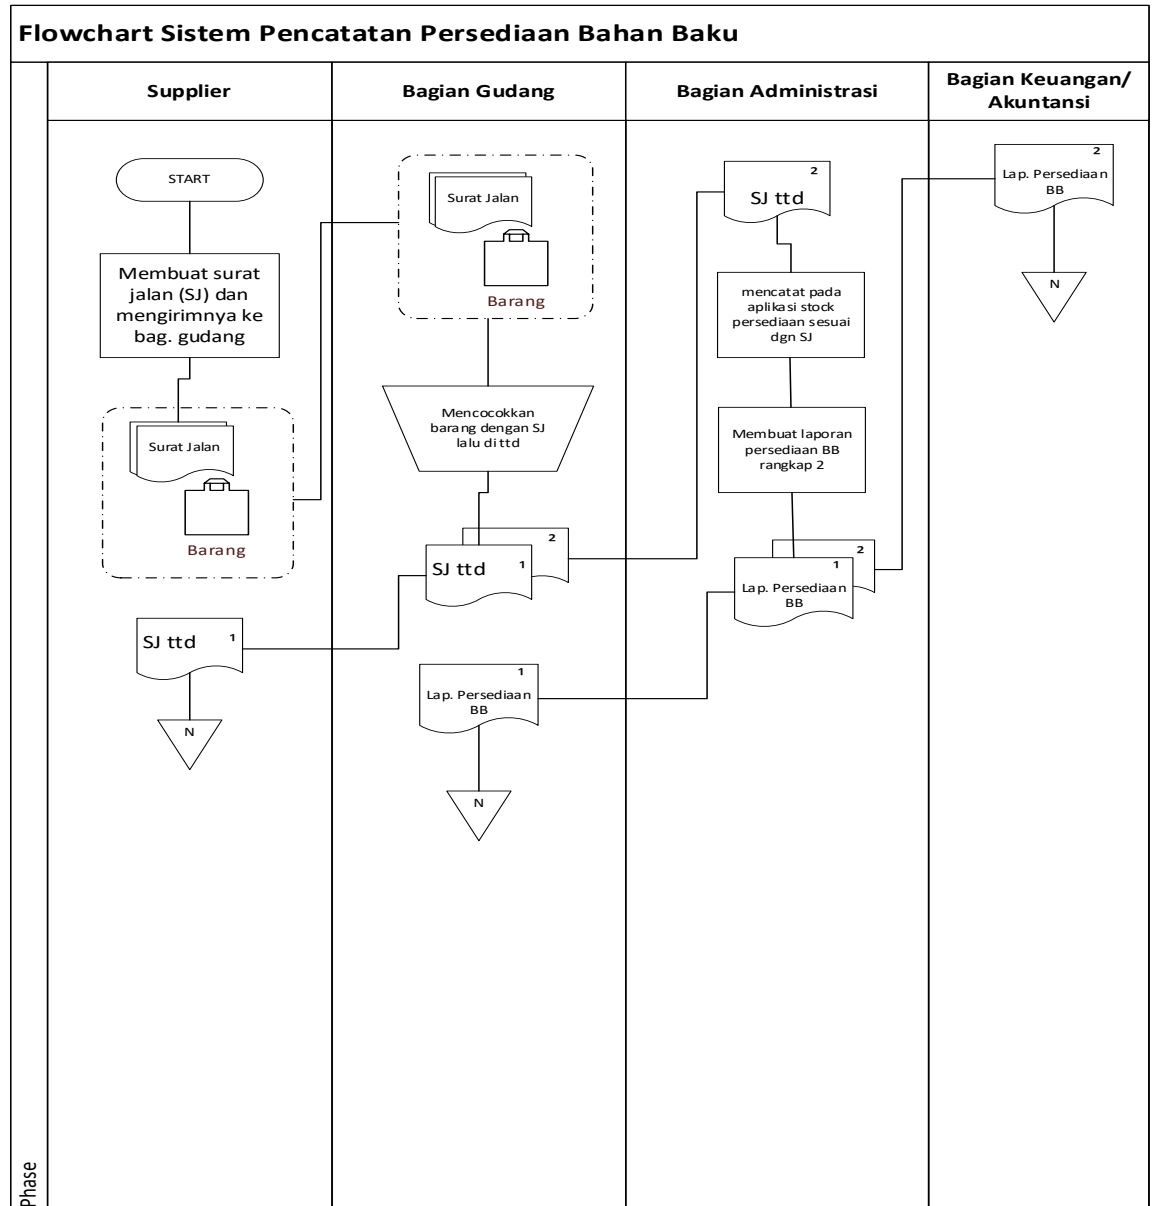 Flowchart Sistem Pencatatan Persediaan Bahan Baku
Supplier
Bagian Gudang
Bagian Administrasi
Bagian Keuangan/
Akuntansi
START
Membuat surat
jalan (SJ) dan
mengirimnya ke
bag. gudang
Surat Jalan
Barang
SJ ttd
1
N
Surat Jalan
Barang
Mencocokkan
barang dengan SJ
lalu di ttd
2
SJ ttd
1
1
Lap. Persediaan
BB
N
2
SJ ttd
mencatat pada
aplikasi stock
persediaan sesuai
dgn SJ
Membuat laporan
persediaan BB
rangkap 2
2
1
Lap. Persediaan
BB
2
Lap. Persediaan
BB
N
Phase